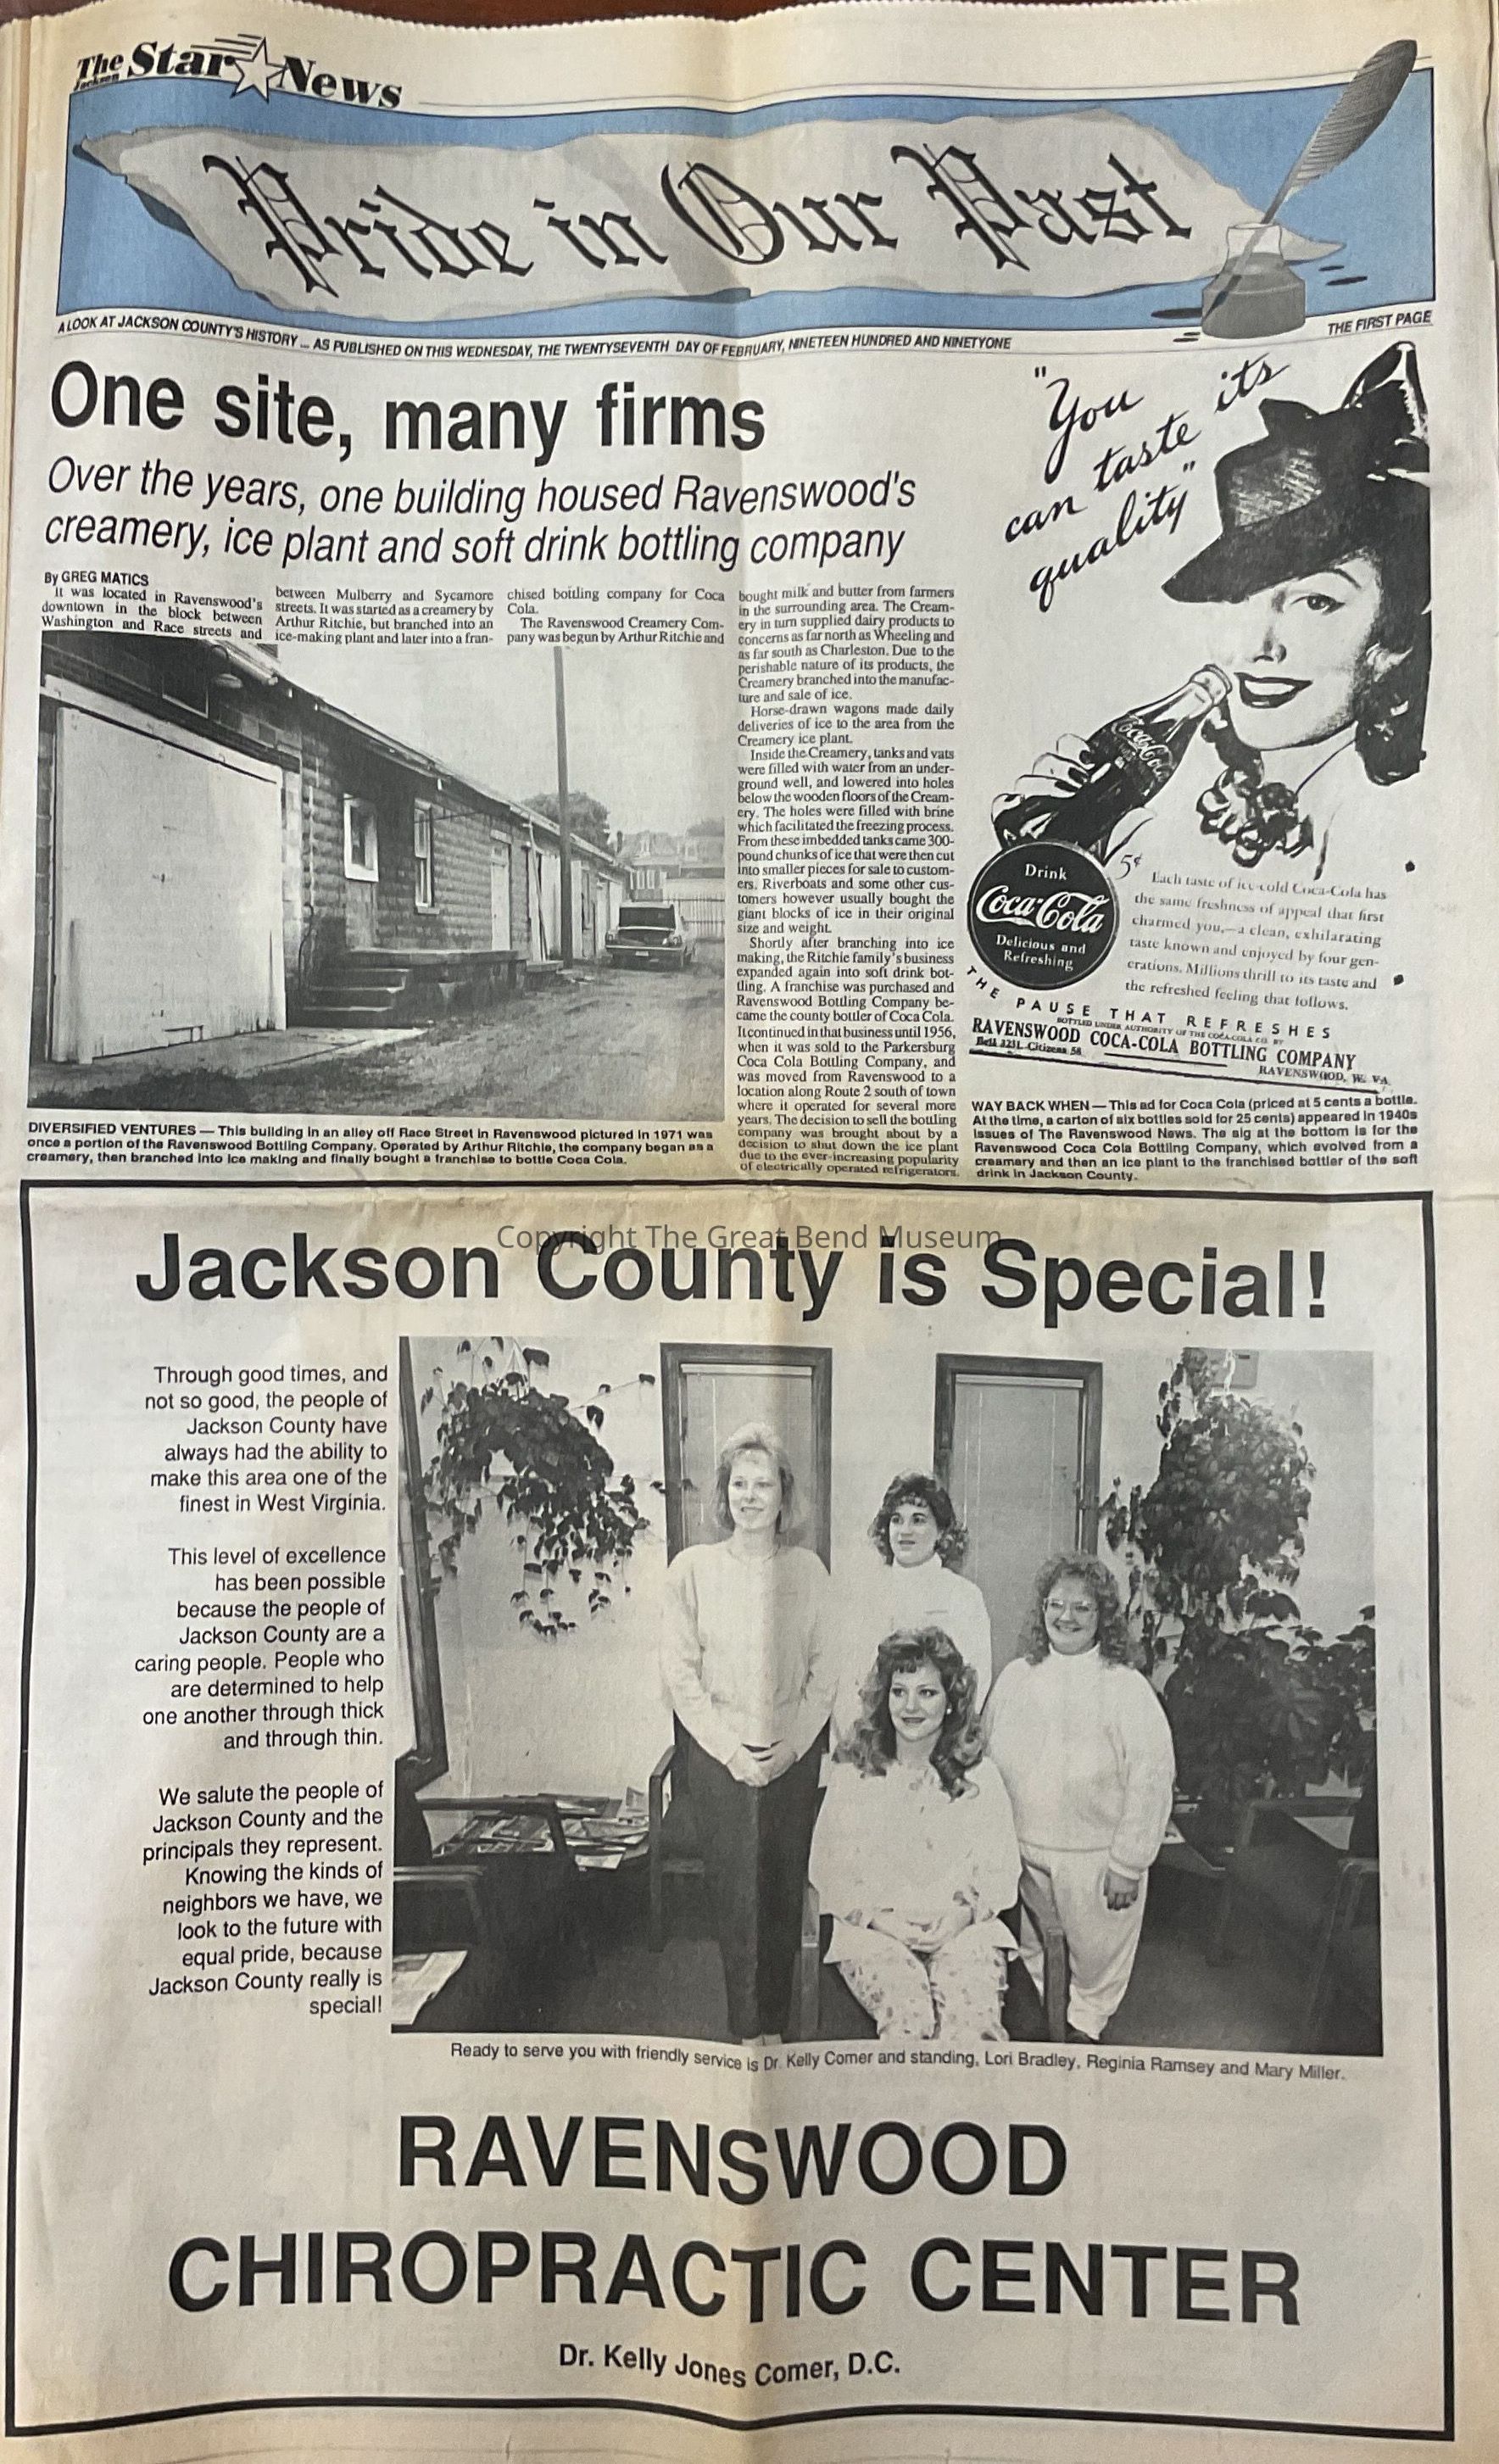 The Jackson Star News
Pride in Our Past
A LOOK AT JACKSON COUNTY'S HISTORY ... AS PUBLISHED ON THIS WEDNESDAY, THE TWENTYSEVENTH DAY OF FEBRUARY, NINETEEN HUNDRED AND NINETYONE
THE FIRST PAGE
One site, many firms
Over the years, one building housed Ravenswood's
creamery, ice plant and soft drink bottling company
By GREG MATICS
It was located in Ravenswood's
downtown in the block between
Washington and Race streets and
between Mulberry and Sycamore
streets. It was started as a creamery by
Arthur Ritchie, but branched into an
ice-making plant and later into a fran-
chised bottling company for Coca
Cola.
The Ravenswood Creamery Com-
pany was begun by Arthur Ritchie and
bought milk and butter from farmers
in the surrounding area. The Cream-
ery in turn supplied dairy products to
concerns as far north as Wheeling and
as far south as Charleston. Due to the
perishable nature of its products, the
Creamery branched into the manufac-
ture and sale of ice.
Horse-drawn wagons made daily
deliveries of ice to the area from the
Creamery ice plant.
Inside the Creamery, tanks and vats
were filled with water from an under-
ground well, and lowered into holes
below the wooden floors of the Cream-
ery. The holes were filled with brine
which facilitated the freezing process.
From these imbedded tanks came 300-
pound chunks of ice that were then cut
into smaller pieces for sale to custom-
ers. Riverboats and some other cus-
tomers however usually bought the
giant blocks of ice in their original
size and weight.
Shortly after branching into ice
making, the Ritchie family's business
expanded again into soft drink bot-
tling. A franchise was purchased and
Ravenswood Bottling Company be-
came the county bottler of Coca Cola.
It continued in that business until 1956,
when it was sold to the Parkersburg
Coca Cola Bottling Company, and
was moved from Ravenswood to a
location along Route 2 south of town
where it operated for several more
years. The decision to sell the bottling
company was brought about by a
decision to shut down the ice plant
due to the ever-increasing popularity
of electrically operated refrigerators.
DIVERSIFIED VENTURES — This building in an alley off Race Street in Ravenswood pictured in 1971 was
once a portion of the Ravenswood Bottling Company. Operated by Arthur Ritchie, the company began as a
creamery, then branched into ice making and finally bought a franchise to bottle Coca Cola.
"You
can taste its
quality"
Coca-Cola
5¢
Drink
Coca-Cola
Delicious and
Refreshing
Each taste of ice-cold Coca-Cola has
the same freshness of appeal that first
charmed you,—a clean, exhilarating
taste known and enjoyed by four gen-
erations. Millions thrill to its taste and
the refreshed feeling that follows.
THE PAUSE THAT REFRESHES
BOTTLED UNDER AUTHORITY OF THE COCA-COLA CO. BY
RAVENSWOOD COCA-COLA BOTTLING COMPANY
Bell 323L Citizens 58
RAVENSWOOD, W. VA.
WAY BACK WHEN — This ad for Coca Cola (priced at 5 cents a bottle.
At the time, a carton of six bottles sold for 25 cents) appeared in 1940s
issues of The Ravenswood News. The sig at the bottom is for the
Ravenswood Coca Cola Bottling Company, which evolved from a
creamery and then an ice plant to the franchised bottler of the soft
drink in Jackson County.
Copyright The Great Bend Museum
Jackson County is Special!
Through good times, and
not so good, the people of
Jackson County have
always had the ability to
make this area one of the
finest in West Virginia.
This level of excellence
has been possible
because the people of
Jackson County are a
caring people. People who
are determined to help
one another through thick
and through thin.
We salute the people of
Jackson County and the
principals they represent.
Knowing the kinds of
neighbors we have, we
look to the future with
equal pride, because
Jackson County really is
special!
Ready to serve you with friendly service is Dr. Kelly Comer and standing, Lori Bradley, Reginia Ramsey and Mary Miller.
RAVENSWOOD
CHIROPRACTIC CENTER
Dr. Kelly Jones Comer, D.C.